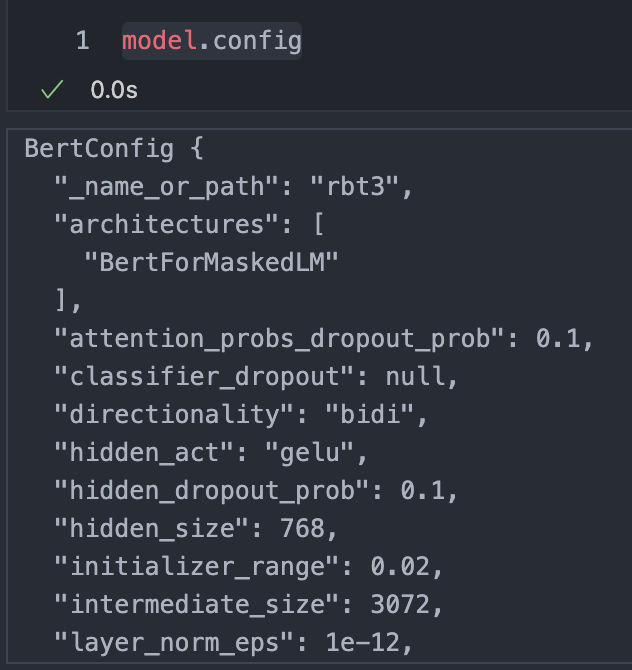 1 model.config
✓ 0.0s
BertConfig {
  "_name_or_path": "rbt3",
  "architectures": [
    "BertForMaskedLM"
  ],
  "attention_probs_dropout_prob": 0.1,
  "classifier_dropout": null,
  "directionality": "bidi",
  "hidden_act": "gelu",
  "hidden_dropout_prob": 0.1,
  "hidden_size": 768,
  "initializer_range": 0.02,
  "intermediate_size": 3072,
  "layer_norm_eps": 1e-12,